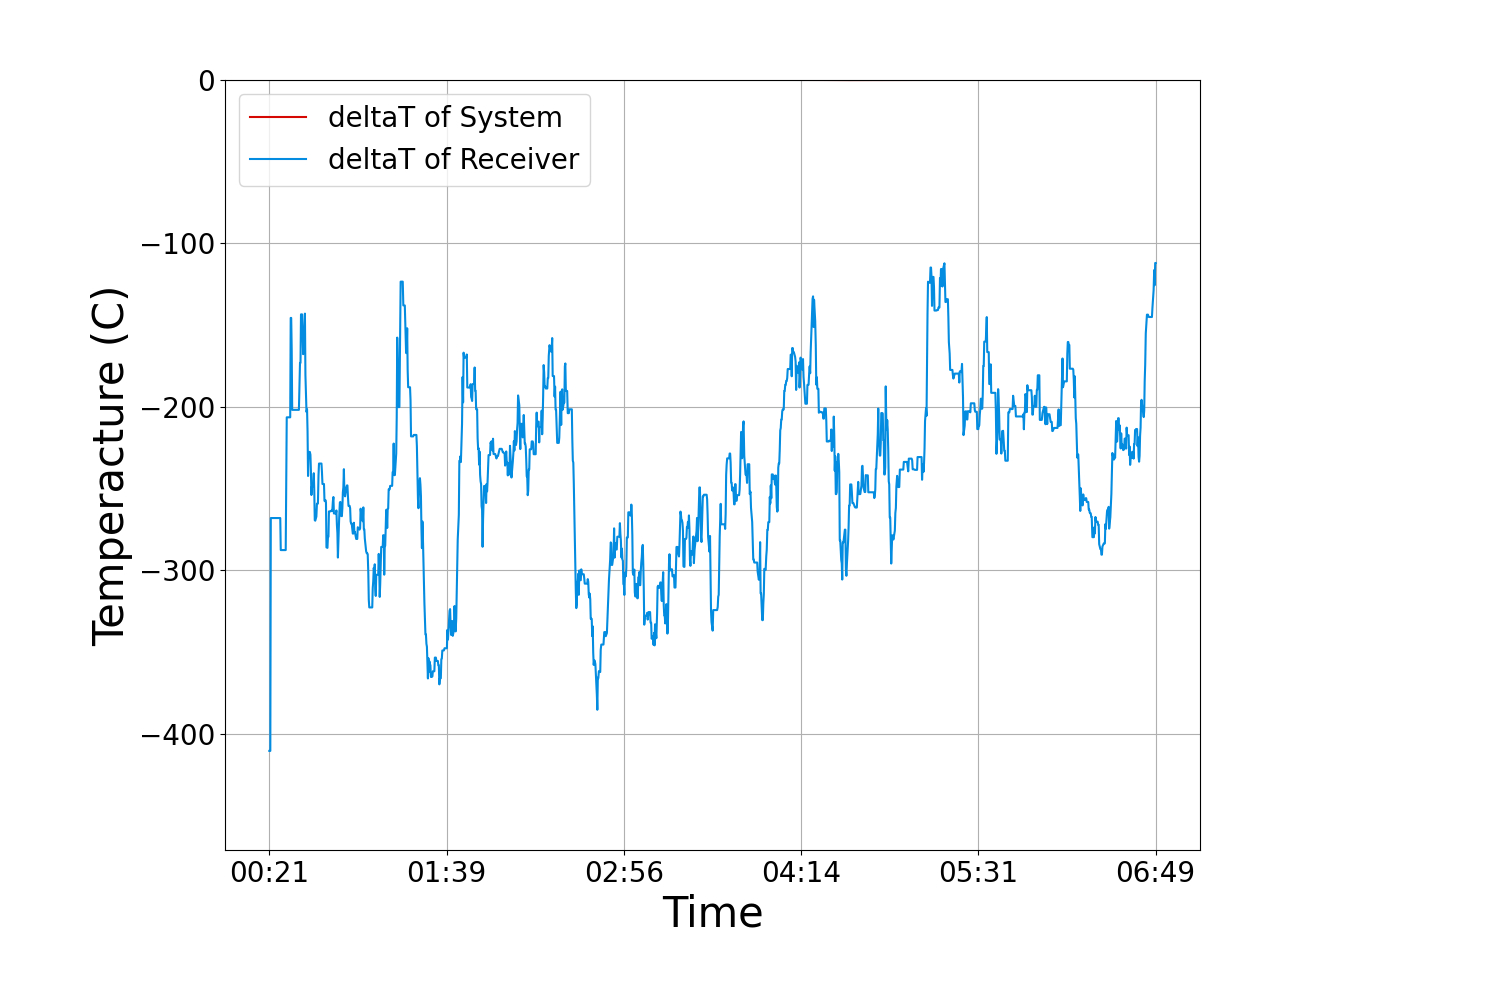 0
deltaT of System
deltaT of Receiver
−100
−200
−300
−400
Temperacture (C)
00:21 01:39 02:56 04:14 05:31 06:49
Time